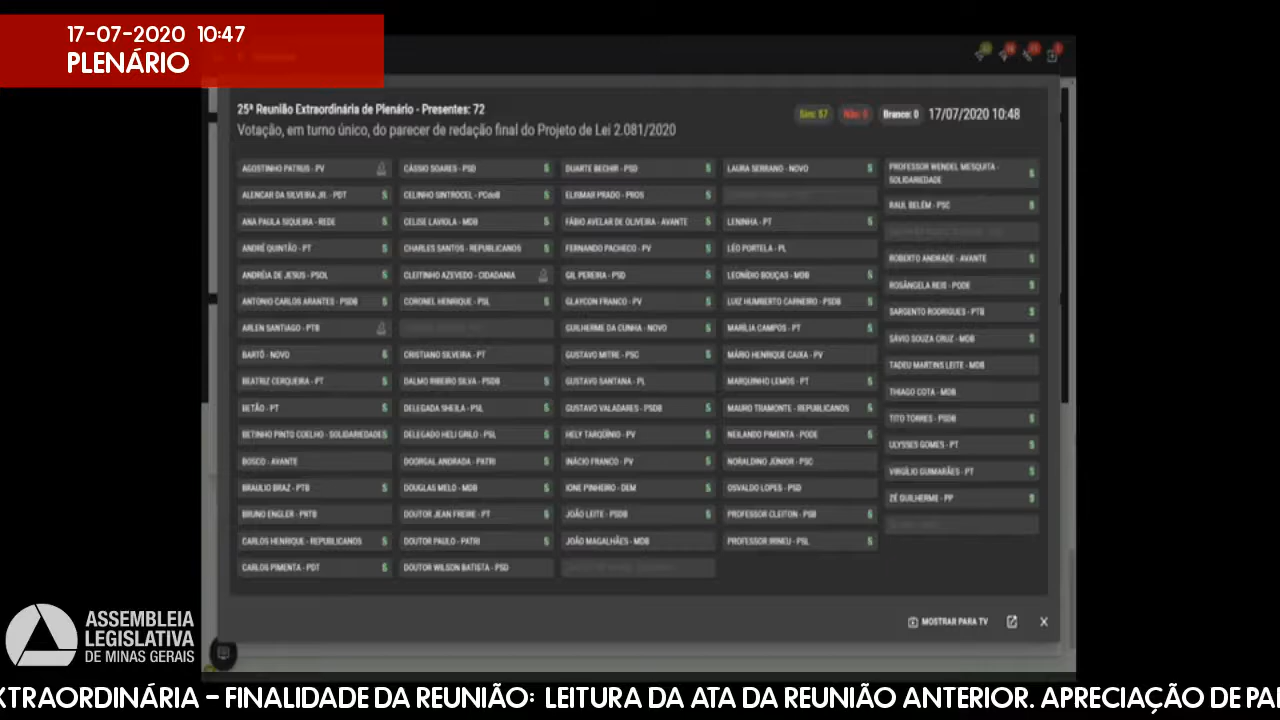 17-07-2020 10:47
PLENÁRIO
25ª Reunião Extraordinária de Plenário - Presentes: 72
Sim: 57 Não: 0 Branco: 0 17/07/2020 10:48
Votação, em turno único, do parecer de redação final do Projeto de Lei 2.081/2020
AGOSTINHO PATRUS - PV
ALENCAR DA SILVEIRA JR. - PDT S
ANA PAULA SIQUEIRA - REDE S
ANDRÉ QUINTÃO - PT S
ANDRÉIA DE JESUS - PSOL S
ANTONIO CARLOS ARANTES - PSDB S
ARLEN SANTIAGO - PTB
BARTÔ - NOVO S
BEATRIZ CERQUEIRA - PT S
BETÃO - PT S
BETINHO PINTO COELHO - SOLIDARIEDADE S
BOSCO - AVANTE
BRAULIO BRAZ - PTB S
BRUNO ENGLER - PRTB
CARLOS HENRIQUE - REPUBLICANOS S
CARLOS PIMENTA - PDT S
CÁSSIO SOARES - PSD S
CELINHO SINTROCEL - PCdoB S
CELISE LAVIOLA - MDB S
CHARLES SANTOS - REPUBLICANOS S
CLEITINHO AZEVEDO - CIDADANIA
CORONEL HENRIQUE - PSL S
CRISTIANO SILVEIRA - PT
DALMO RIBEIRO SILVA - PSDB S
DELEGADA SHEILA - PSL S
DELEGADO HELI GRILO - PSL S
DOORGAL ANDRADA - PATRI S
DOUGLAS MELO - MDB S
DOUTOR JEAN FREIRE - PT S
DOUTOR PAULO - PATRI S
DOUTOR WILSON BATISTA - PSD
DUARTE BECHIR - PSD S
ELISMAR PRADO - PROS S
FÁBIO AVELAR DE OLIVEIRA - AVANTE S
FERNANDO PACHECO - PV S
GIL PEREIRA - PSD S
GLAYCON FRANCO - PV S
GUILHERME DA CUNHA - NOVO S
GUSTAVO MITRE - PSC S
GUSTAVO SANTANA - PL
GUSTAVO VALADARES - PSDB S
HELY TARQÜÍNIO - PV S
INÁCIO FRANCO - PV S
IONE PINHEIRO - DEM S
JOÃO LEITE - PSDB S
JOÃO MAGALHÃES - MDB
LAURA SERRANO - NOVO S
LENINHA - PT S
LÉO PORTELA - PL
LEONÍDIO BOUÇAS - MDB S
LUIZ HUMBERTO CARNEIRO - PSDB S
MARÍLIA CAMPOS - PT S
MÁRIO HENRIQUE CAIXA - PV
MARQUINHO LEMOS - PT S
MAURO TRAMONTE - REPUBLICANOS S
NEILANDO PIMENTA - PODE S
NORALDINO JÚNIOR - PSC
OSVALDO LOPES - PSD
PROFESSOR CLEITON - PSB S
PROFESSOR IRINEU - PSL S
PROFESSOR WENDEL MESQUITA -
SOLIDARIEDADE S
RAUL BELÉM - PSC S
ROBERTO ANDRADE - AVANTE S
ROSÂNGELA REIS - PODE S
SARGENTO RODRIGUES - PTB S
SÁVIO SOUZA CRUZ - MDB S
TADEU MARTINS LEITE - MDB
THIAGO COTA - MDB
TITO TORRES - PSDB S
ULYSSES GOMES - PT S
VIRGÍLIO GUIMARÃES - PT S
ZÉ GUILHERME - PP S
MOSTRAR PARA TV X
ASSEMBLEIA
LEGISLATIVA
DE MINAS GERAIS
XTRAORDINÁRIA – FINALIDADE DA REUNIÃO: LEITURA DA ATA DA REUNIÃO ANTERIOR. APRECIAÇÃO DE PA